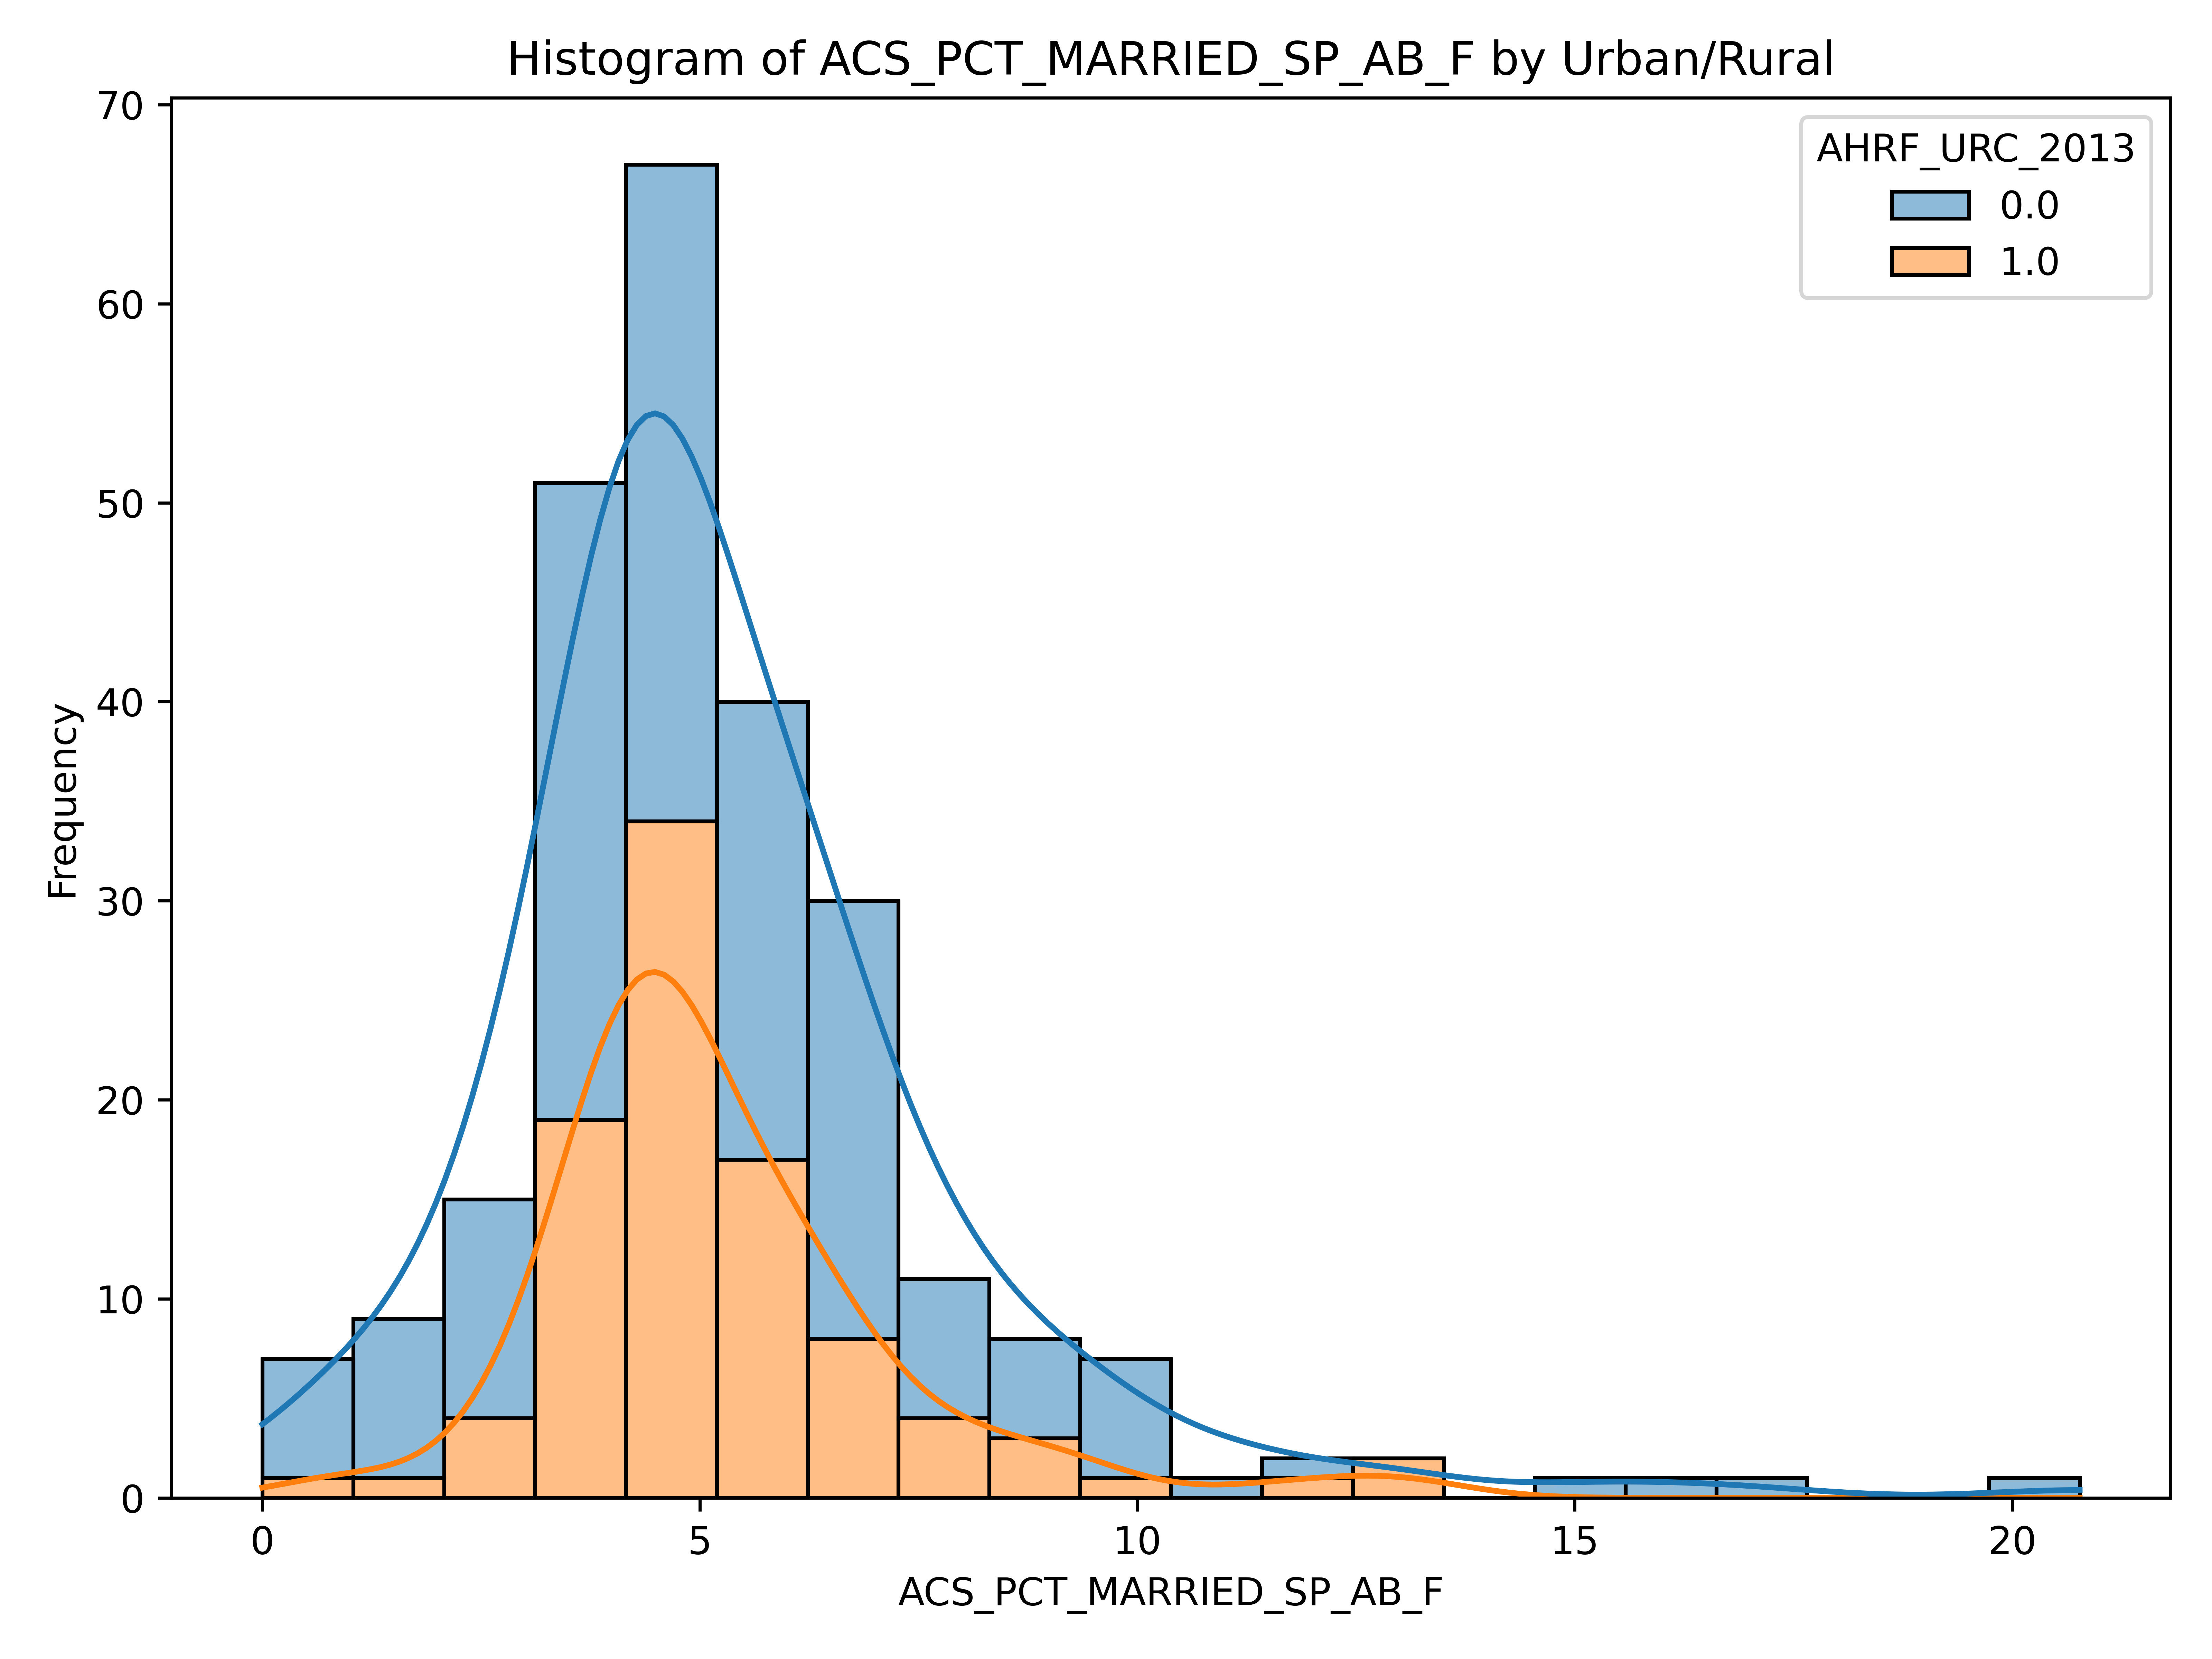 Histogram of ACS_PCT_MARRIED_SP_AB_F by Urban/Rural
AHRF_URC_2013
0.0
1.0
Frequency
70
60
50
40
30
20
10
0
0 5 10 15 20
ACS_PCT_MARRIED_SP_AB_F